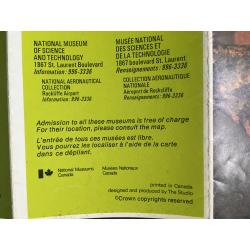 NATIONAL MUSEUM
OF SCIENCE
AND TECHNOLOGY
1867 St. Laurent Boulevard
Information: 996-3336
NATIONAL AERONAUTICAL
COLLECTION
Rockcliffe Airport
Information: 998-3336
MUSÉE NATIONAL
DES SCIENCES ET
DE LA TECHNOLOGIE
1867 boulevard St. Laurent
Renseignements: 996-3336
COLLECTION AÉRONAUTIQUE
NATIONALE
Aéroport de Rockcliffe
Renseignements: 998-3336
Admission to all these museums is free of charge
For their location, please consult the map.
L'entrée de tous ces musées est libre.
Vous pourrez les localiser à l'aide de la carte
dans ce dépliant.
National Museums
Canada
Musées Nationaux
Canada
printed in Canada
designed and produced by The Studio
©Crown copyrights reserved